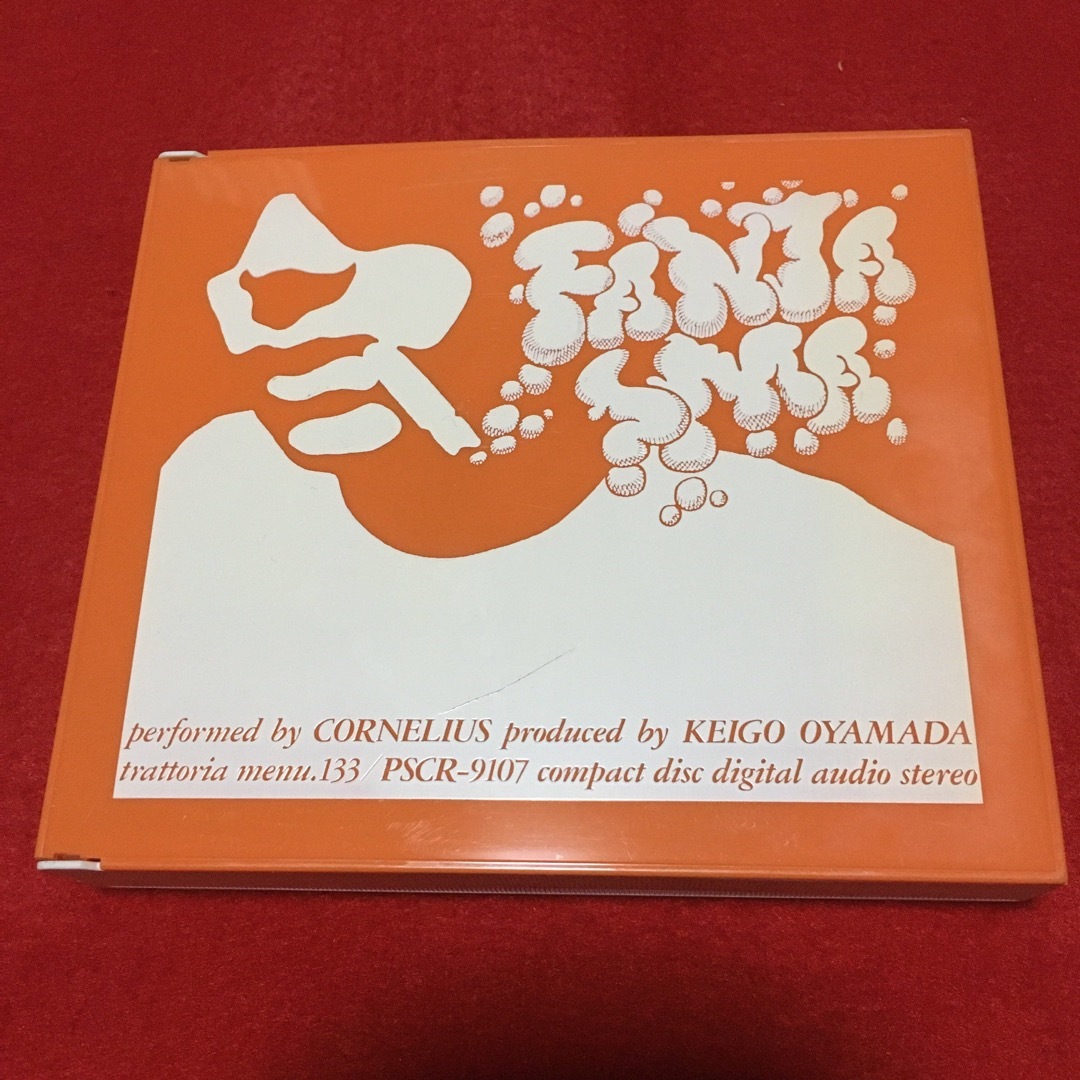 FANTA
SMA
performed by CORNELIUS produced by KEIGO OYAMADA
trattoria menu.133/PSCR-9107 compact disc digital audio stereo